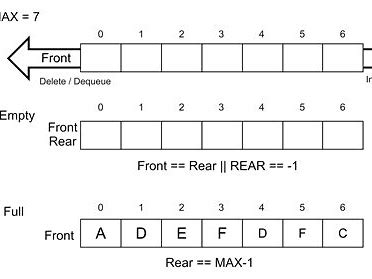 MAX = 7
0 1 2 3 4 5 6
Front
Delete / Dequeue
In
Empty
0 1 2 3 4 5 6
Front
Rear
Front == Rear || REAR == -1
Full
0 1 2 3 4 5 6
Front A D E F D F C
Rear == MAX-1